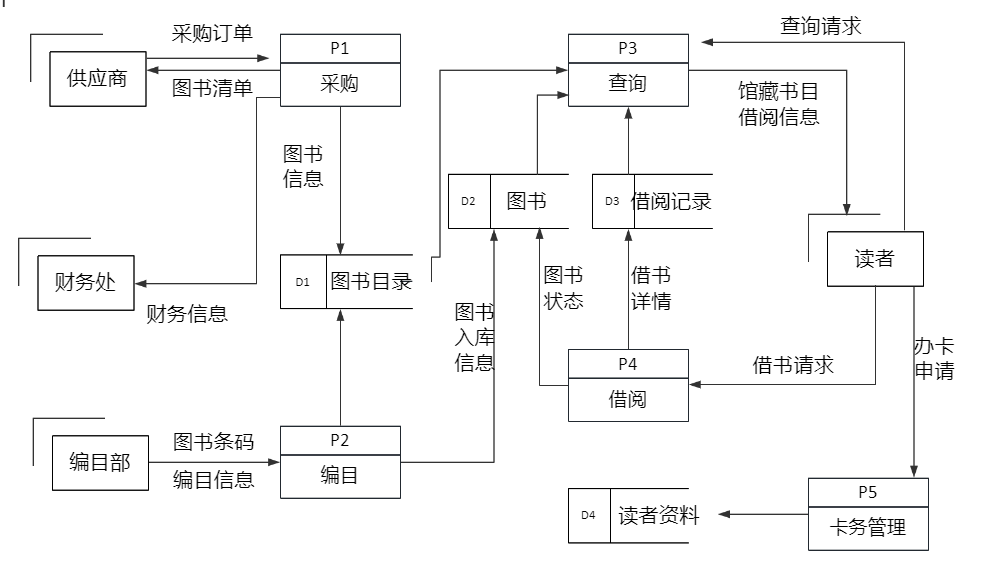 采购订单
查询请求
P1
P3
供应商
采购
查询
图书清单
馆藏书目
借阅信息
图书
信息
D2
图书
D3
借阅记录
读者
财务处
D1
图书目录
图书
状态
借书
详情
财务信息
图书
入库
信息
办卡
申请
P4
借书请求
借阅
P2
图书条码
编目部
编目信息
编目
P5
D4
读者资料
卡务管理